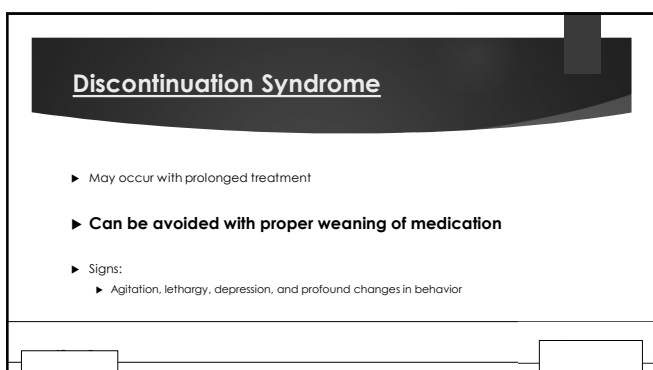 Discontinuation Syndrome
May occur with prolonged treatment
Can be avoided with proper weaning of medication
Signs:
Agitation, lethargy, depression, and profound changes in behavior